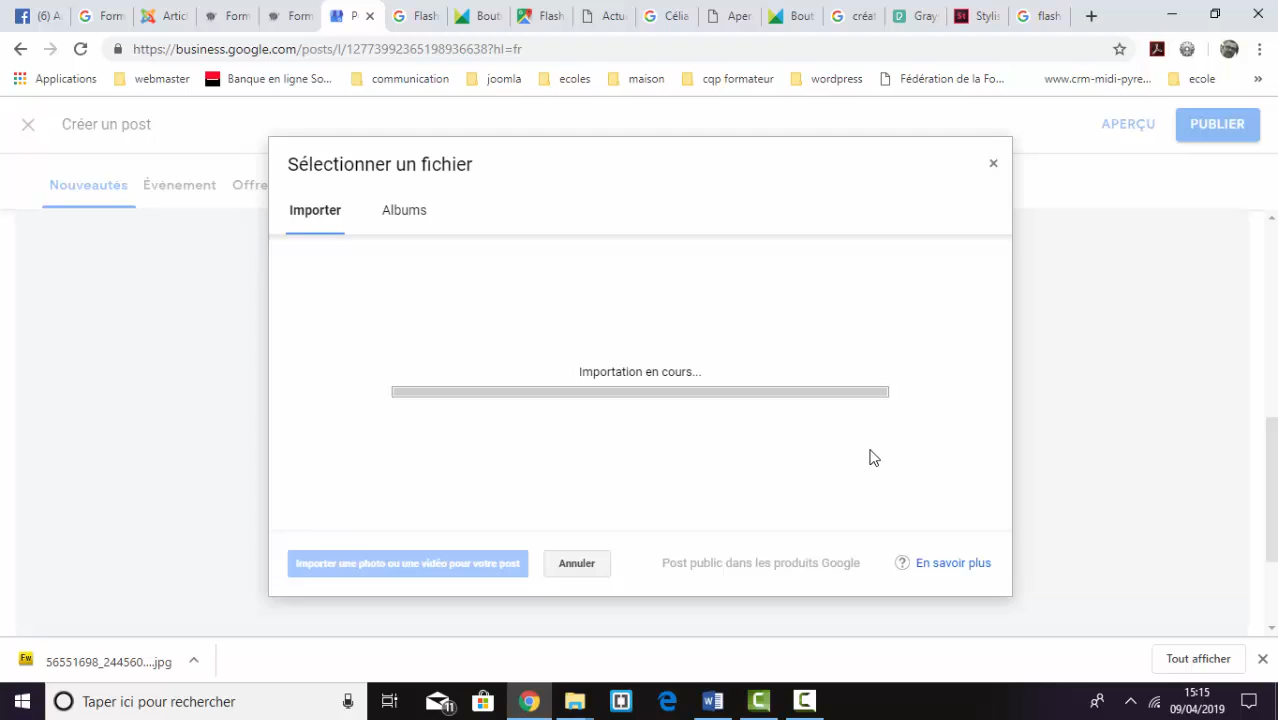 (6) A
Form
Articl
Form
Form
P
Flash
Bout
Flash
Actu
Célia
Aper
Bout
créat
Gray
Stylis
flash
https://business.google.com/posts/l/12773992365198936638?hl=fr
Applications
webmaster
Banque en ligne So...
communication
joomla
ecoles
maison
cqp formateur
wordpress
Fédération de la Fo...
www.crm-midi-pyre...
ecole
»
Créer un post
APERÇU
PUBLIER
Nouveautés
Événement
Offre
Sélectionner un fichier
Importer
Albums
Importation en cours...
Importer une photo ou une vidéo pour votre post
Annuler
Post public dans les produits Google
En savoir plus
56551698_244560....jpg
Tout afficher
Taper ici pour rechercher
11
15:15
09/04/2019